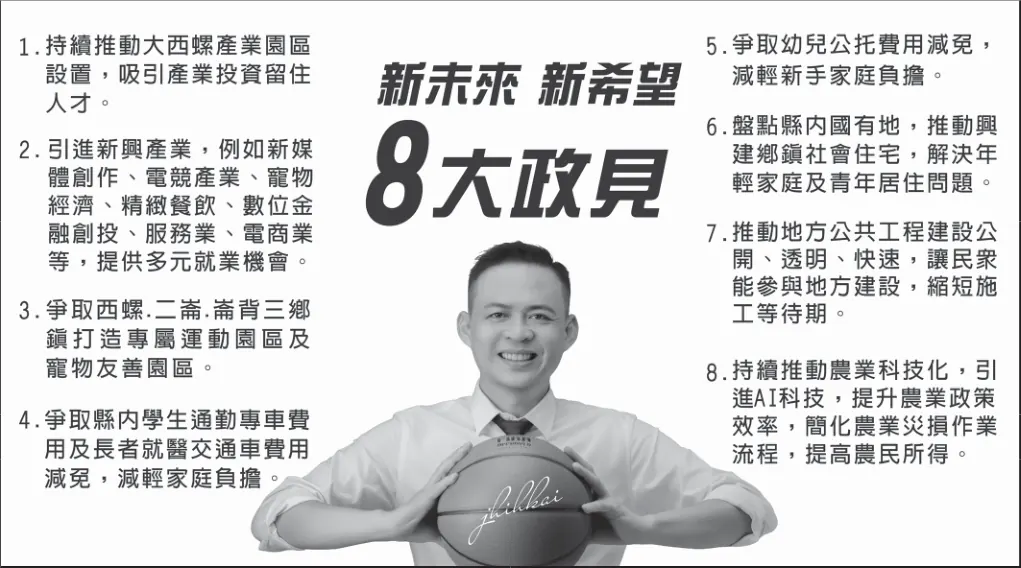 新未來 新希望
8大政見
1.持續推動大西螺產業園區
設置，吸引產業投資留住
人才。
2.引進新興產業，例如新媒
體創作、電競產業、寵物
經濟、精緻餐飲、數位金
融創投、服務業、電商業
等，提供多元就業機會。
3.爭取西螺.二崙.崙背三鄉
鎮打造專屬運動園區及
寵物友善園區。
4.爭取縣內學生通勤專車費
用及長者就醫交通車費用
減免，減輕家庭負擔。
5.爭取幼兒公托費用減免，
減輕新手家庭負擔。
6.盤點縣內國有地，推動興
建鄉鎮社會住宅，解決年
輕家庭及青年居住問題。
7.推動地方公共工程建設公
開、透明、快速，讓民眾
能參與地方建設，縮短施
工等待期。
8.持續推動農業科技化，引
進AI科技，提升農業政策
效率，簡化農業災損作業
流程，提高農民所得。
jhihkai